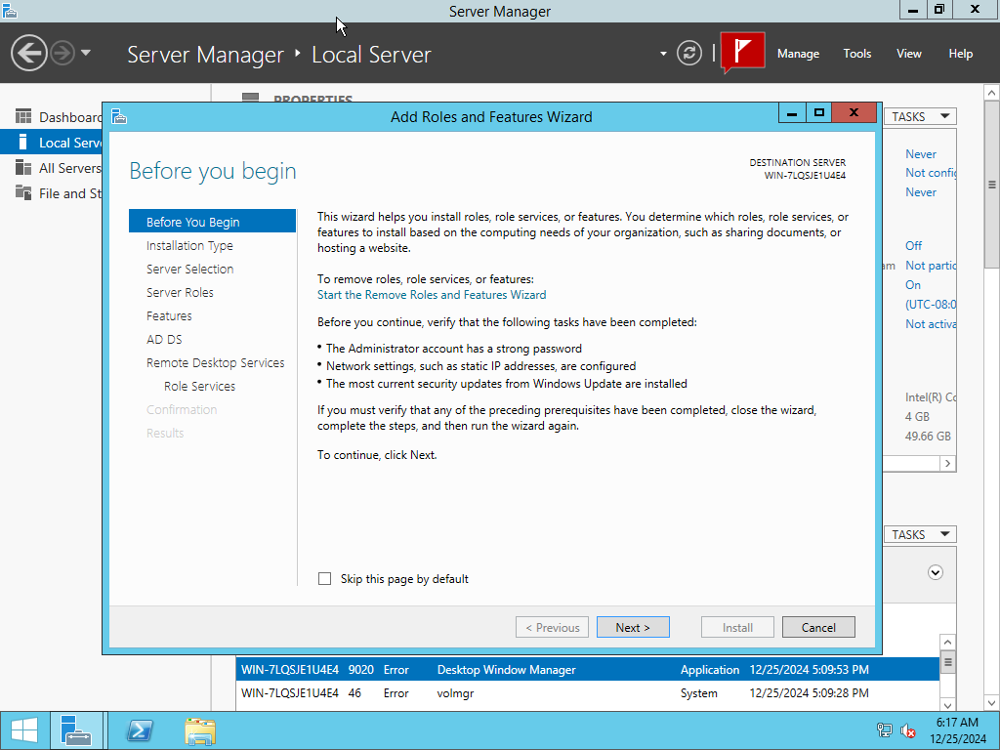 Server Manager
Server Manager ‣ Local Server
Manage
Tools
View
Help
PROPERTIES
Dashboard
Local Serve
All Servers
File and St
TASKS
Never
Not config
Never
Off
am
Not partic
On
(UTC-08:0
Not activa
Intel(R) Co
4 GB
49.66 GB
Add Roles and Features Wizard
Before you begin
DESTINATION SERVER
WIN-7LQSJE1U4E4
Before You Begin
Installation Type
Server Selection
Server Roles
Features
AD DS
Remote Desktop Services
Role Services
Confirmation
Results
This wizard helps you install roles, role services, or features. You determine which roles, role services, or
features to install based on the computing needs of your organization, such as sharing documents, or
hosting a website.
To remove roles, role services, or features:
Start the Remove Roles and Features Wizard
Before you continue, verify that the following tasks have been completed:
• The Administrator account has a strong password
• Network settings, such as static IP addresses, are configured
• The most current security updates from Windows Update are installed
If you must verify that any of the preceding prerequisites have been completed, close the wizard,
complete the steps, and then run the wizard again.
To continue, click Next.
Skip this page by default
< Previous
Next >
Install
Cancel
TASKS
WIN-7LQSJE1U4E4 9020 Error Desktop Window Manager Application 12/25/2024 5:09:53 PM
WIN-7LQSJE1U4E4 46 Error volmgr System 12/25/2024 5:09:28 PM
6:17 AM
12/25/2024